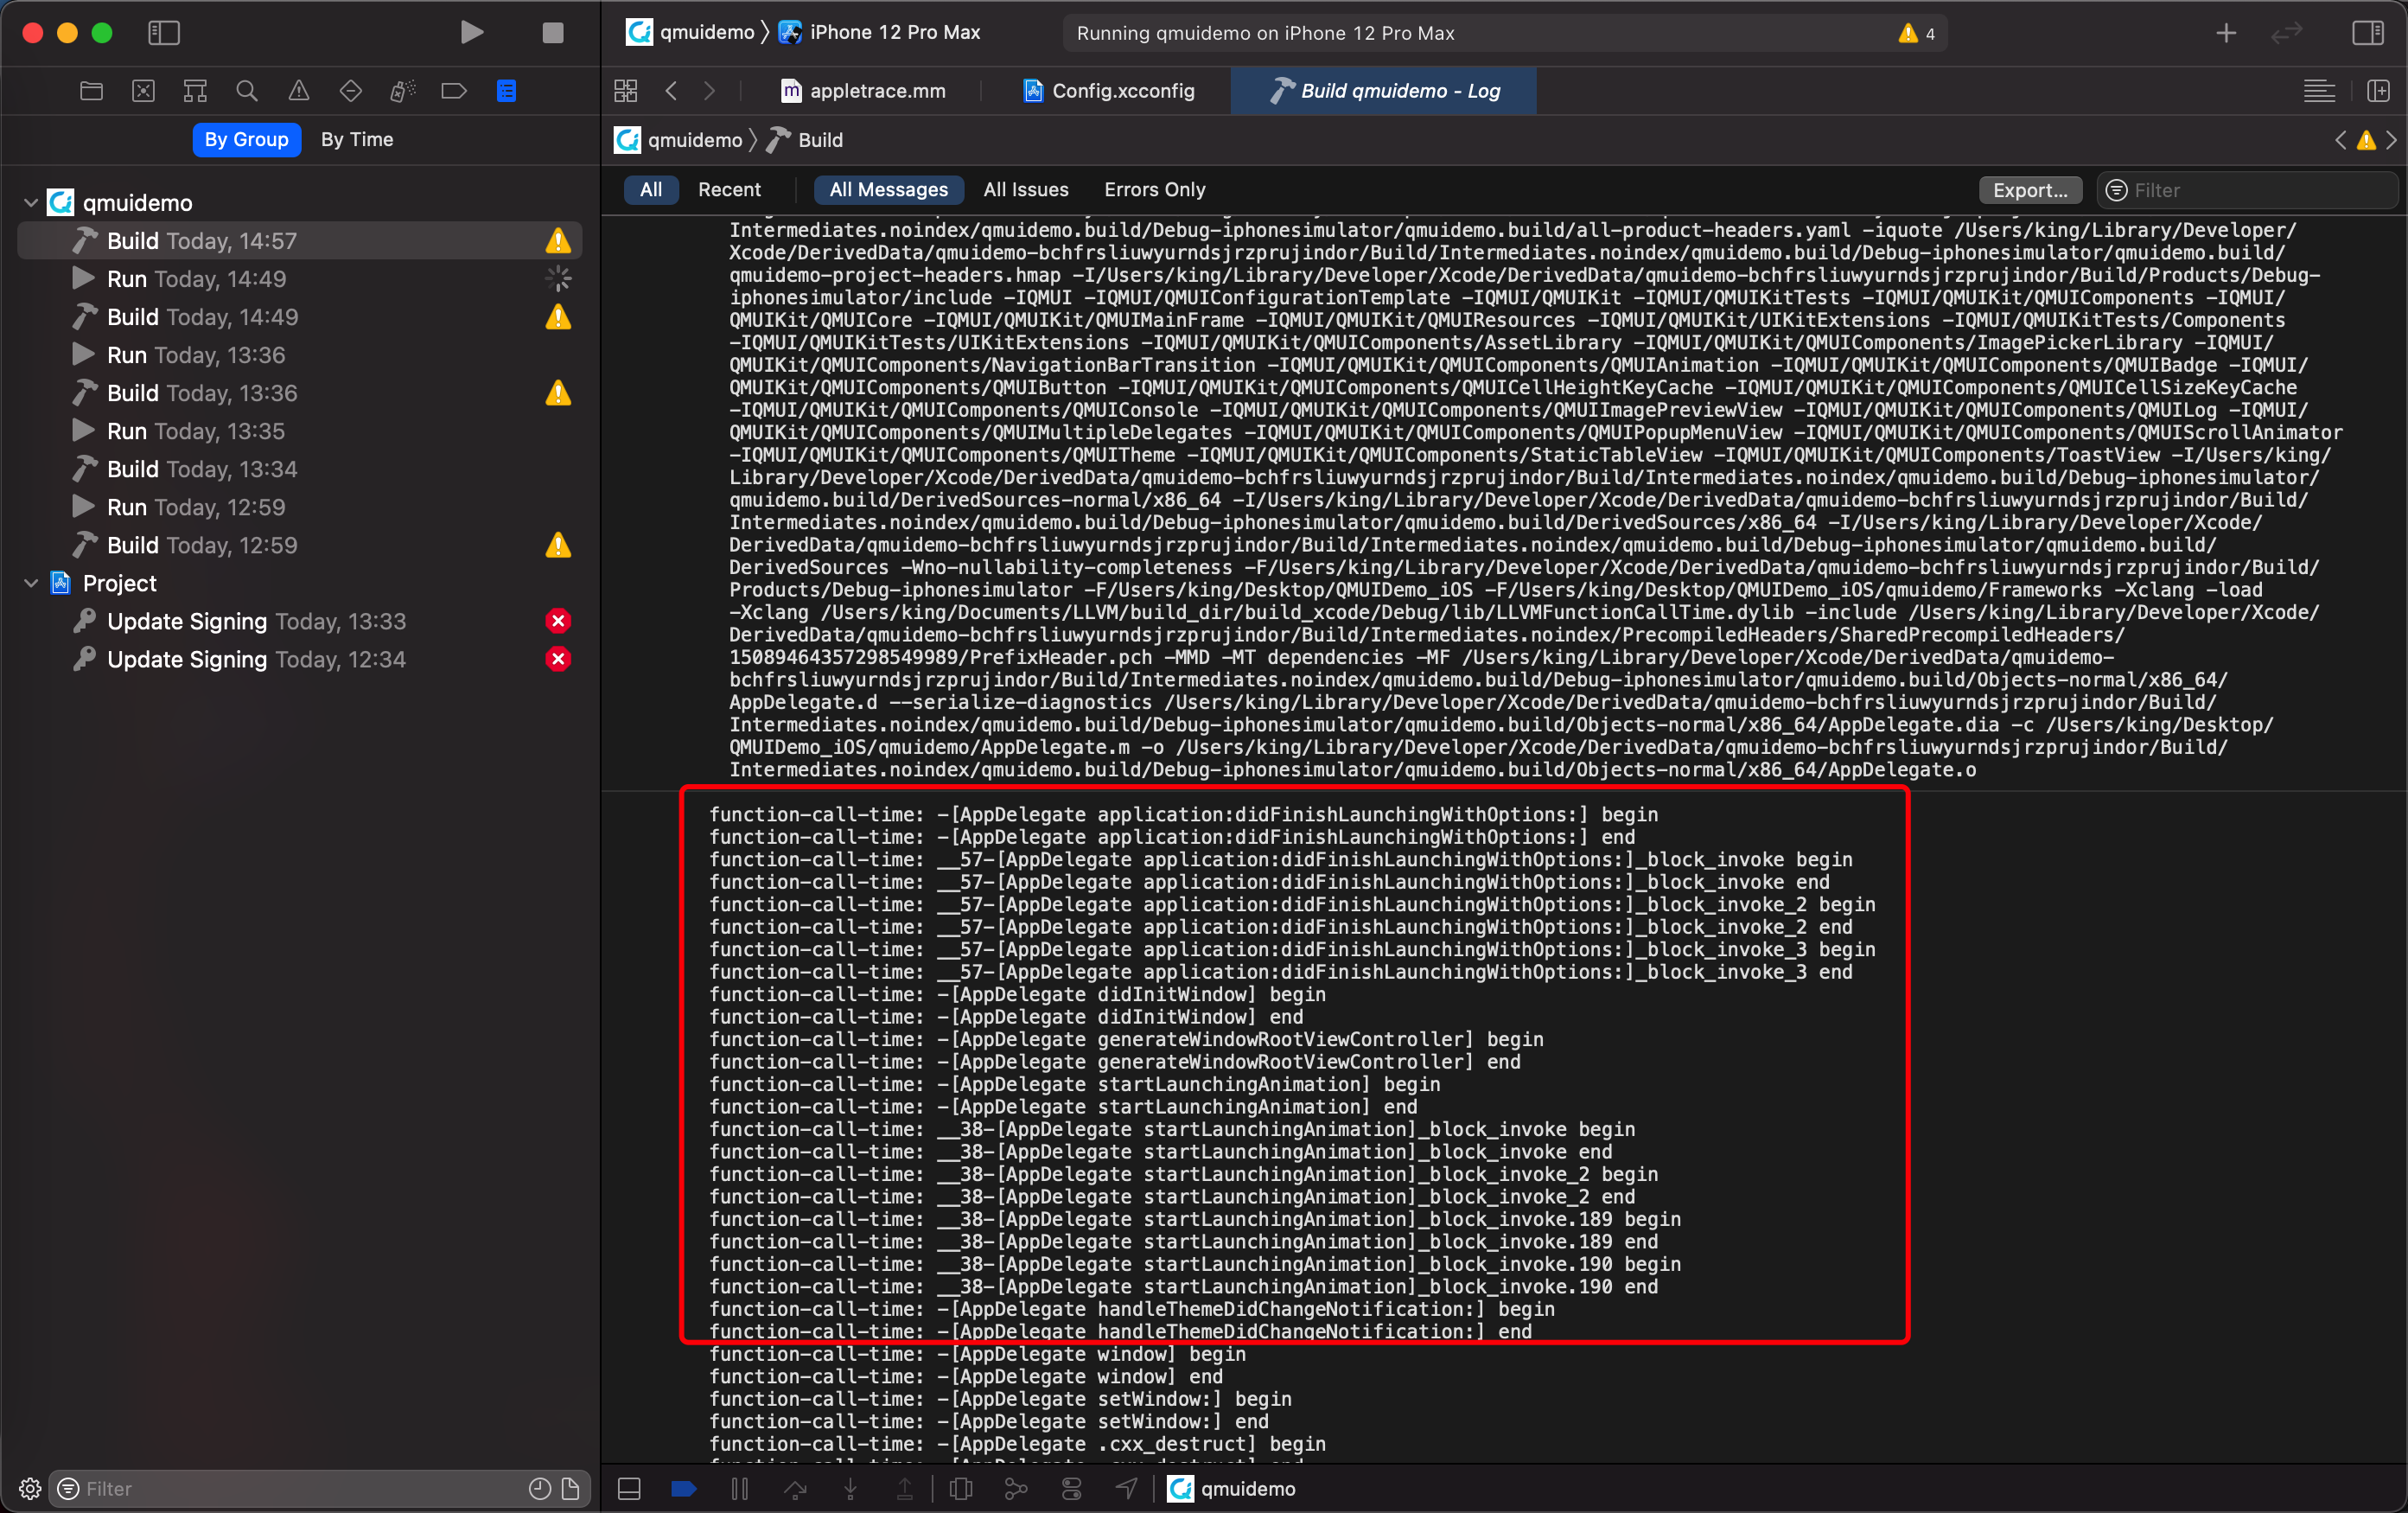 qmuidemo
iPhone 12 Pro Max
Running qmuidemo on iPhone 12 Pro Max
4
appletrace.mm
Config.xcconfig
Build qmuidemo - Log
By Group
By Time
qmuidemo
Build
All
Recent
All Messages
All Issues
Errors Only
Export...
Filter
qmuidemo
Build Today, 14:57
Run Today, 14:49
Build Today, 14:49
Run Today, 13:36
Build Today, 13:36
Run Today, 13:35
Build Today, 13:34
Run Today, 12:59
Build Today, 12:59
Project
Update Signing Today, 13:33
Update Signing Today, 12:34
Filter
Intermediates.noindex/qmuidemo.build/Debug-iphonesimulator/qmuidemo.build/all-product-headers.yaml -iquote /Users/king/Library/Developer/
Xcode/DerivedData/qmuidemo-bchfrsliuwyurndsjrzprujindor/Build/Intermediates.noindex/qmuidemo.build/Debug-iphonesimulator/qmuidemo.build/
qmuidemo-project-headers.hmap -I/Users/king/Library/Developer/Xcode/DerivedData/qmuidemo-bchfrsliuwyurndsjrzprujindor/Build/Products/Debug-
iphonesimulator/include -IQMUI -IQMUI/QMUIConfigurationTemplate -IQMUI/QMUIKit -IQMUI/QMUIKitTests -IQMUI/QMUIKit/QMUIComponents -IQMUI/
QMUIKit/QMUICore -IQMUI/QMUIKit/QMUIMainFrame -IQMUI/QMUIKit/QMUIResources -IQMUI/QMUIKit/UIKitExtensions -IQMUI/QMUIKitTests/Components
-IQMUI/QMUIKitTests/UIKitExtensions -IQMUI/QMUIKit/QMUIComponents/AssetLibrary -IQMUI/QMUIKit/QMUIComponents/ImagePickerLibrary -IQMUI/
QMUIKit/QMUIComponents/NavigationBarTransition -IQMUI/QMUIKit/QMUIComponents/QMUIAnimation -IQMUI/QMUIKit/QMUIComponents/QMUIBadge -IQMUI/
QMUIKit/QMUIComponents/QMUIButton -IQMUI/QMUIKit/QMUIComponents/QMUICellHeightKeyCache -IQMUI/QMUIKit/QMUIComponents/QMUICellSizeKeyCache
-IQMUI/QMUIKit/QMUIComponents/QMUIConsole -IQMUI/QMUIKit/QMUIComponents/QMUIImagePreviewView -IQMUI/QMUIKit/QMUIComponents/QMUILog -IQMUI/
QMUIKit/QMUIComponents/QMUIMultipleDelegates -IQMUI/QMUIKit/QMUIComponents/QMUIPopupMenuView -IQMUI/QMUIKit/QMUIComponents/QMUIScrollAnimator
-IQMUI/QMUIKit/QMUIComponents/QMUITheme -IQMUI/QMUIKit/QMUIComponents/StaticTableView -IQMUI/QMUIKit/QMUIComponents/ToastView -I/Users/king/
Library/Developer/Xcode/DerivedData/qmuidemo-bchfrsliuwyurndsjrzprujindor/Build/Intermediates.noindex/qmuidemo.build/Debug-iphonesimulator/
qmuidemo.build/DerivedSources-normal/x86_64 -I/Users/king/Library/Developer/Xcode/DerivedData/qmuidemo-bchfrsliuwyurndsjrzprujindor/Build/
Intermediates.noindex/qmuidemo.build/Debug-iphonesimulator/qmuidemo.build/DerivedSources/x86_64 -I/Users/king/Library/Developer/Xcode/
DerivedData/qmuidemo-bchfrsliuwyurndsjrzprujindor/Build/Intermediates.noindex/qmuidemo.build/Debug-iphonesimulator/qmuidemo.build/
DerivedSources -Wno-nullability-completeness -F/Users/king/Library/Developer/Xcode/DerivedData/qmuidemo-bchfrsliuwyurndsjrzprujindor/Build/
Products/Debug-iphonesimulator -F/Users/king/Desktop/QMUIDemo_iOS -F/Users/king/Desktop/QMUIDemo_iOS/qmuidemo/Frameworks -Xclang -load
-Xclang /Users/king/Documents/LLVM/build_dir/build_xcode/Debug/lib/LLVMFunctionCallTime.dylib -include /Users/king/Library/Developer/Xcode/
DerivedData/qmuidemo-bchfrsliuwyurndsjrzprujindor/Build/Intermediates.noindex/PrecompiledHeaders/SharedPrecompiledHeaders/
15089464357298549989/PrefixHeader.pch -MMD -MT dependencies -MF /Users/king/Library/Developer/Xcode/DerivedData/qmuidemo-
bchfrsliuwyurndsjrzprujindor/Build/Intermediates.noindex/qmuidemo.build/Debug-iphonesimulator/qmuidemo.build/Objects-normal/x86_64/
AppDelegate.d --serialize-diagnostics /Users/king/Library/Developer/Xcode/DerivedData/qmuidemo-bchfrsliuwyurndsjrzprujindor/Build/
Intermediates.noindex/qmuidemo.build/Debug-iphonesimulator/qmuidemo.build/Objects-normal/x86_64/AppDelegate.dia -c /Users/king/Desktop/
QMUIDemo_iOS/qmuidemo/AppDelegate.m -o /Users/king/Library/Developer/Xcode/DerivedData/qmuidemo-bchfrsliuwyurndsjrzprujindor/Build/
Intermediates.noindex/qmuidemo.build/Debug-iphonesimulator/qmuidemo.build/Objects-normal/x86_64/AppDelegate.o
function-call-time: -[AppDelegate application:didFinishLaunchingWithOptions:] begin
function-call-time: -[AppDelegate application:didFinishLaunchingWithOptions:] end
function-call-time: __57-[AppDelegate application:didFinishLaunchingWithOptions:]_block_invoke begin
function-call-time: __57-[AppDelegate application:didFinishLaunchingWithOptions:]_block_invoke end
function-call-time: __57-[AppDelegate application:didFinishLaunchingWithOptions:]_block_invoke_2 begin
function-call-time: __57-[AppDelegate application:didFinishLaunchingWithOptions:]_block_invoke_2 end
function-call-time: __57-[AppDelegate application:didFinishLaunchingWithOptions:]_block_invoke_3 begin
function-call-time: __57-[AppDelegate application:didFinishLaunchingWithOptions:]_block_invoke_3 end
function-call-time: -[AppDelegate didInitWindow] begin
function-call-time: -[AppDelegate didInitWindow] end
function-call-time: -[AppDelegate generateWindowRootViewController] begin
function-call-time: -[AppDelegate generateWindowRootViewController] end
function-call-time: -[AppDelegate startLaunchingAnimation] begin
function-call-time: -[AppDelegate startLaunchingAnimation] end
function-call-time: __38-[AppDelegate startLaunchingAnimation]_block_invoke begin
function-call-time: __38-[AppDelegate startLaunchingAnimation]_block_invoke end
function-call-time: __38-[AppDelegate startLaunchingAnimation]_block_invoke_2 begin
function-call-time: __38-[AppDelegate startLaunchingAnimation]_block_invoke_2 end
function-call-time: __38-[AppDelegate startLaunchingAnimation]_block_invoke.189 begin
function-call-time: __38-[AppDelegate startLaunchingAnimation]_block_invoke.189 end
function-call-time: __38-[AppDelegate startLaunchingAnimation]_block_invoke.190 begin
function-call-time: __38-[AppDelegate startLaunchingAnimation]_block_invoke.190 end
function-call-time: -[AppDelegate handleThemeDidChangeNotification:] begin
function-call-time: -[AppDelegate handleThemeDidChangeNotification:] end
function-call-time: -[AppDelegate window] begin
function-call-time: -[AppDelegate window] end
function-call-time: -[AppDelegate setWindow:] begin
function-call-time: -[AppDelegate setWindow:] end
function-call-time: -[AppDelegate .cxx_destruct] begin
qmuidemo